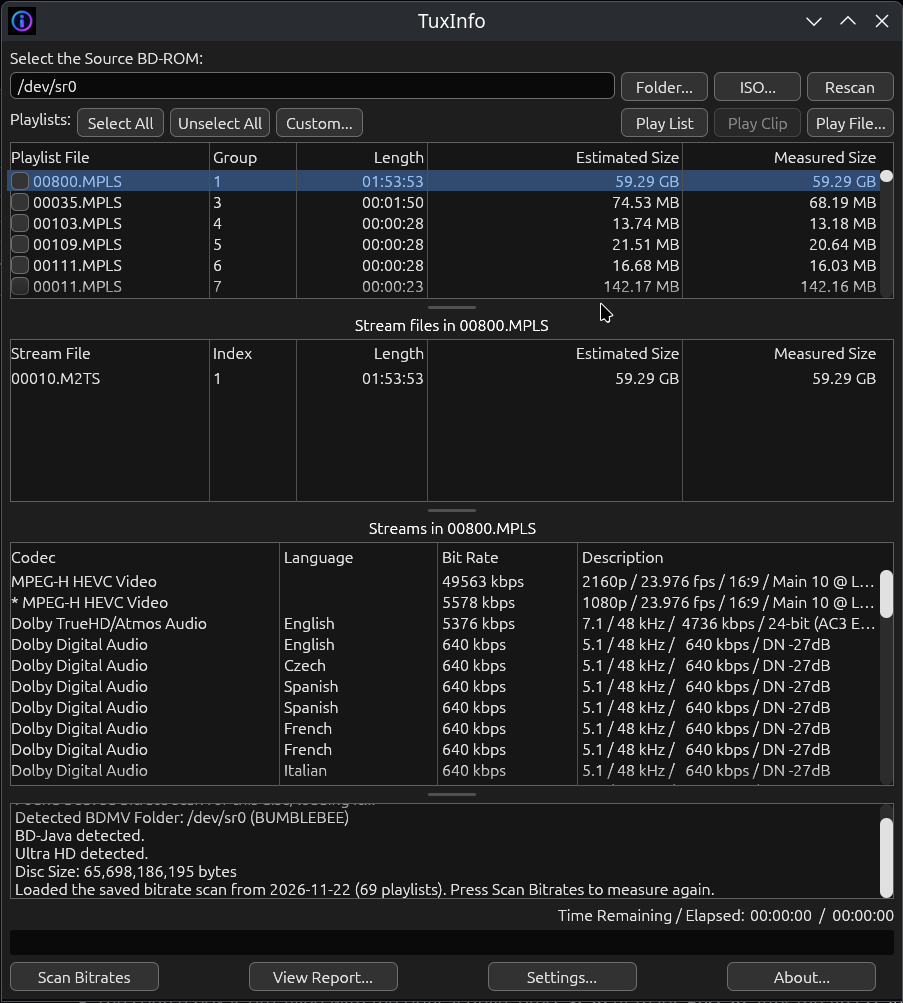 TuxInfo
Select the Source BD-ROM:
/dev/sr0 Folder... ISO... Rescan
Playlists: Select All Unselect All Custom... Play List Play Clip Play File...
Playlist File Group Length Estimated Size Measured Size
00800.MPLS 1 01:53:53 59.29 GB 59.29 GB
00035.MPLS 3 00:01:50 74.53 MB 68.19 MB
00103.MPLS 4 00:00:28 13.74 MB 13.18 MB
00109.MPLS 5 00:00:28 21.51 MB 20.64 MB
00111.MPLS 6 00:00:28 16.68 MB 16.03 MB
00011.MPLS 7 00:00:23 142.17 MB 142.16 MB
Stream files in 00800.MPLS
Stream File Index Length Estimated Size Measured Size
00010.M2TS 1 01:53:53 59.29 GB 59.29 GB
Streams in 00800.MPLS
Codec Language Bit Rate Description
MPEG-H HEVC Video 49563 kbps 2160p / 23.976 fps / 16:9 / Main 10 @ L...
* MPEG-H HEVC Video 5578 kbps 1080p / 23.976 fps / 16:9 / Main 10 @ L...
Dolby TrueHD/Atmos Audio English 5376 kbps 7.1 / 48 kHz / 4736 kbps / 24-bit (AC3 E...
Dolby Digital Audio English 640 kbps 5.1 / 48 kHz / 640 kbps / DN -27dB
Dolby Digital Audio Czech 640 kbps 5.1 / 48 kHz / 640 kbps / DN -27dB
Dolby Digital Audio Spanish 640 kbps 5.1 / 48 kHz / 640 kbps / DN -27dB
Dolby Digital Audio Spanish 640 kbps 5.1 / 48 kHz / 640 kbps / DN -27dB
Dolby Digital Audio French 640 kbps 5.1 / 48 kHz / 640 kbps / DN -27dB
Dolby Digital Audio French 640 kbps 5.1 / 48 kHz / 640 kbps / DN -27dB
Dolby Digital Audio Italian 640 kbps 5.1 / 48 kHz / 640 kbps / DN -27dB
Detected BDMV Folder: /dev/sr0 (BUMBLEBEE)
BD-Java detected.
Ultra HD detected.
Disc Size: 65,698,186,195 bytes
Loaded the saved bitrate scan from 2026-11-22 (69 playlists). Press Scan Bitrates to measure again.
Time Remaining / Elapsed: 00:00:00 / 00:00:00
Scan Bitrates View Report... Settings... About...